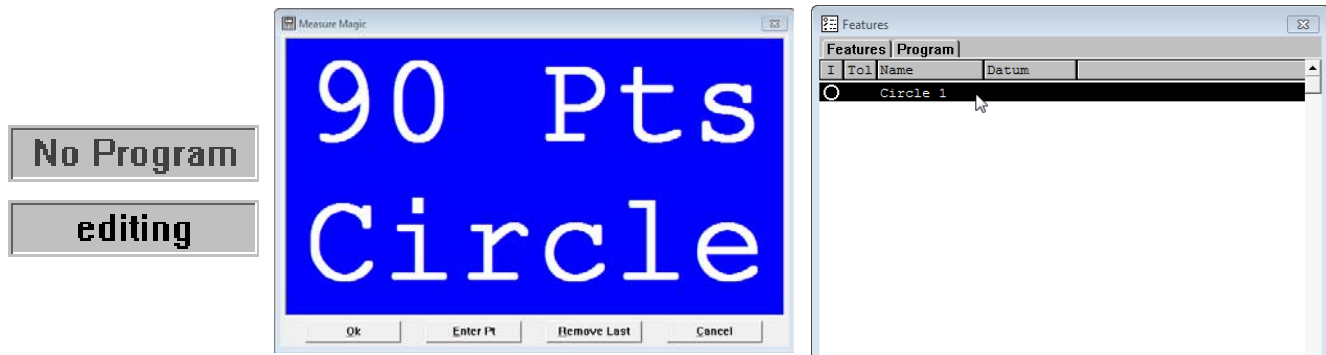 No Program
editing
Measure Magic
90 Pts
Circle
Ok Enter Pt Remove Last Cancel
Features
Features Program
I Tol Name Datum
Circle 1